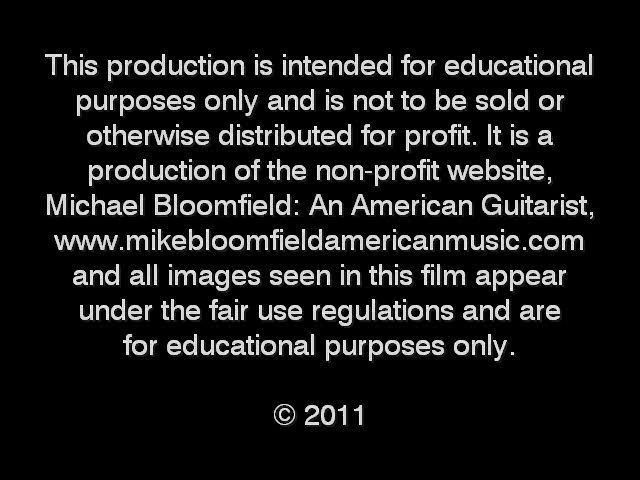 This production is intended for educational
purposes only and is not to be sold or
otherwise distributed for profit. It is a
production of the non-profit website,
Michael Bloomfield: An American Guitarist,
www.mikebloomfieldamericanmusic.com
and all images seen in this film appear
under the fair use regulations and are
for educational purposes only.
© 2011